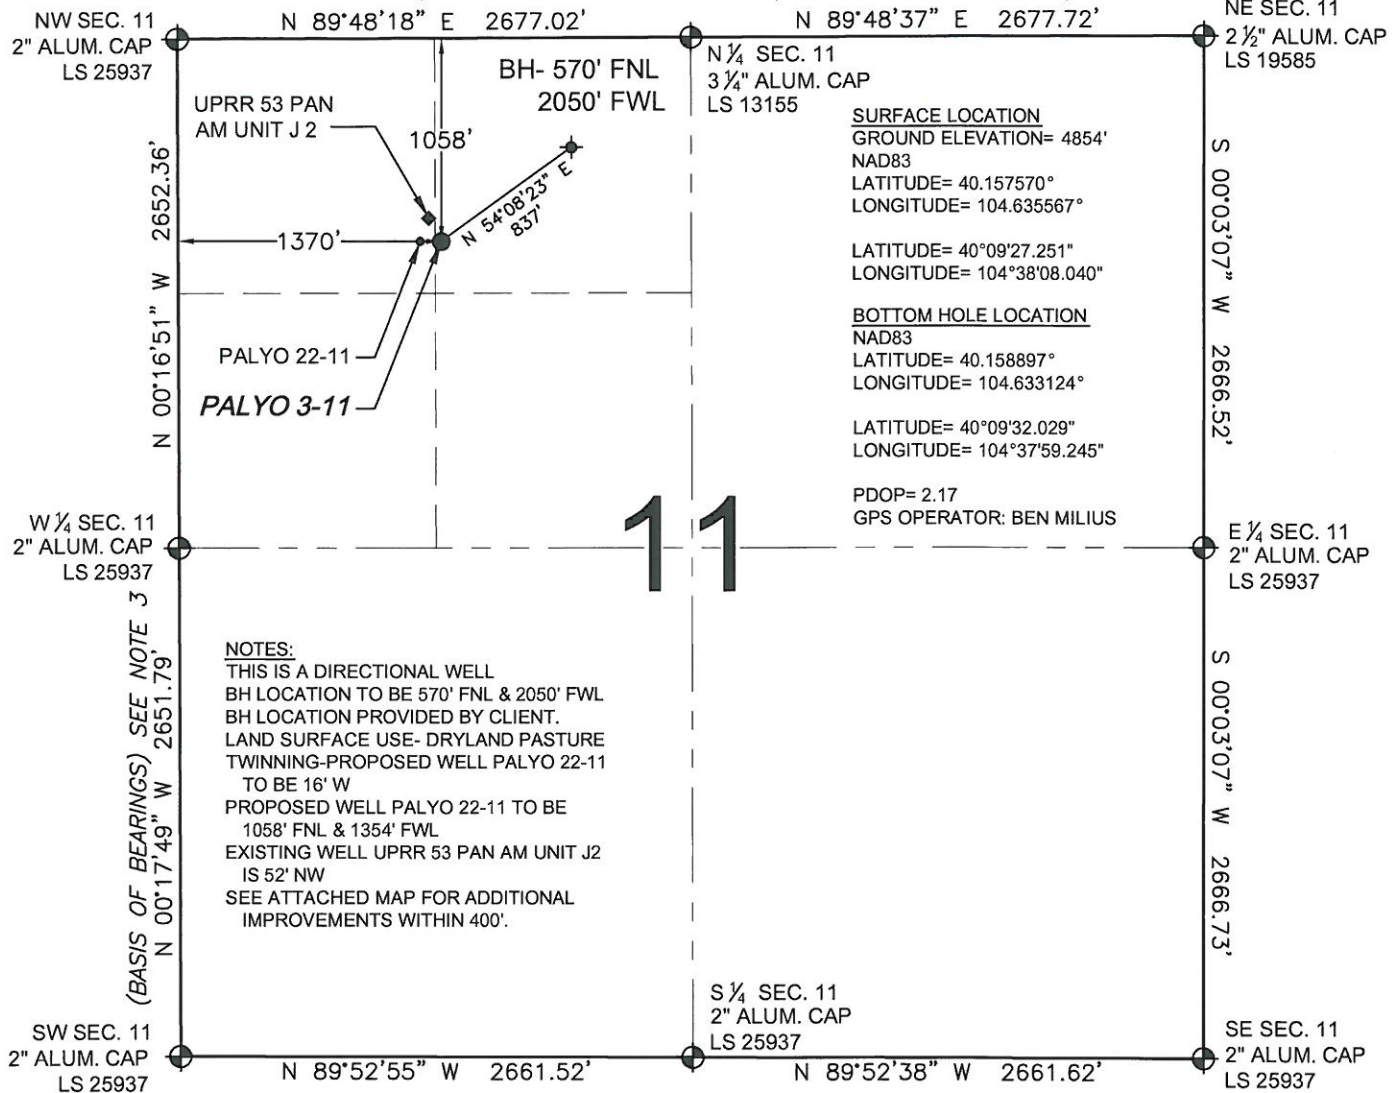 NW SEC. 11
2" ALUM. CAP
LS 25937
N 89°48'18" E 2677.02'
N 89°48'37" E 2677.72'
NE SEC. 11
2 ½" ALUM. CAP
LS 19585
N ¼ SEC. 11
3 ¼" ALUM. CAP
LS 13155
BH- 570' FNL
2050' FWL
UPRR 53 PAN
AM UNIT J 2
1058'
N 54°08'23" E
837'
1370'
PALYO 22-11
PALYO 3-11
N 00°16'51" W 2652.36'
SURFACE LOCATION
GROUND ELEVATION= 4854'
NAD83
LATITUDE= 40.157570°
LONGITUDE= 104.635567°
LATITUDE= 40°09'27.251"
LONGITUDE= 104°38'08.040"
BOTTOM HOLE LOCATION
NAD83
LATITUDE= 40.158897°
LONGITUDE= 104.633124°
LATITUDE= 40°09'32.029"
LONGITUDE= 104°37'59.245"
PDOP= 2.17
GPS OPERATOR: BEN MILIUS
S 00°03'07" W 2666.52'
W ¼ SEC. 11
2" ALUM. CAP
LS 25937
11
E ¼ SEC. 11
2" ALUM. CAP
LS 25937
(BASIS OF BEARINGS) SEE NOTE 3
N 00°17'49" W 2651.79'
NOTES:
THIS IS A DIRECTIONAL WELL
BH LOCATION TO BE 570' FNL & 2050' FWL
BH LOCATION PROVIDED BY CLIENT.
LAND SURFACE USE- DRYLAND PASTURE
TWINNING-PROPOSED WELL PALYO 22-11
TO BE 16' W
PROPOSED WELL PALYO 22-11 TO BE
1058' FNL & 1354' FWL
EXISTING WELL UPRR 53 PAN AM UNIT J2
IS 52' NW
SEE ATTACHED MAP FOR ADDITIONAL
IMPROVEMENTS WITHIN 400'.
S 00°03'07" W 2666.73'
SW SEC. 11
2" ALUM. CAP
LS 25937
N 89°52'55" W 2661.52'
S ¼ SEC. 11
2" ALUM. CAP
LS 25937
N 89°52'38" W 2661.62'
SE SEC. 11
2" ALUM. CAP
LS 25937